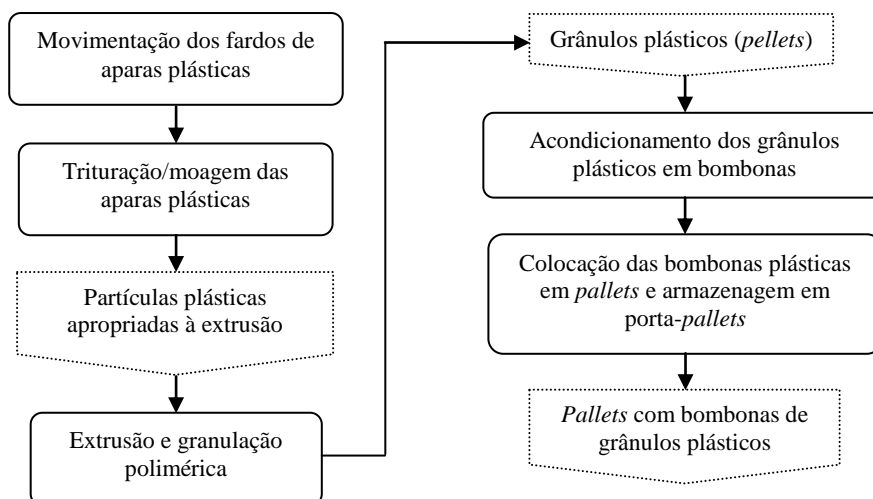 Movimentação dos fardos de
aparas plásticas
Trituração/moagem das
aparas plásticas
Partículas plásticas
apropriadas à extrusão
Extrusão e granulação
polimérica
Grânulos plásticos (pellets)
Acondicionamento dos grânulos
plásticos em bombonas
Colocação das bombonas plásticas
em pallets e armazenagem em
porta-pallets
Pallets com bombonas de
grânulos plásticos